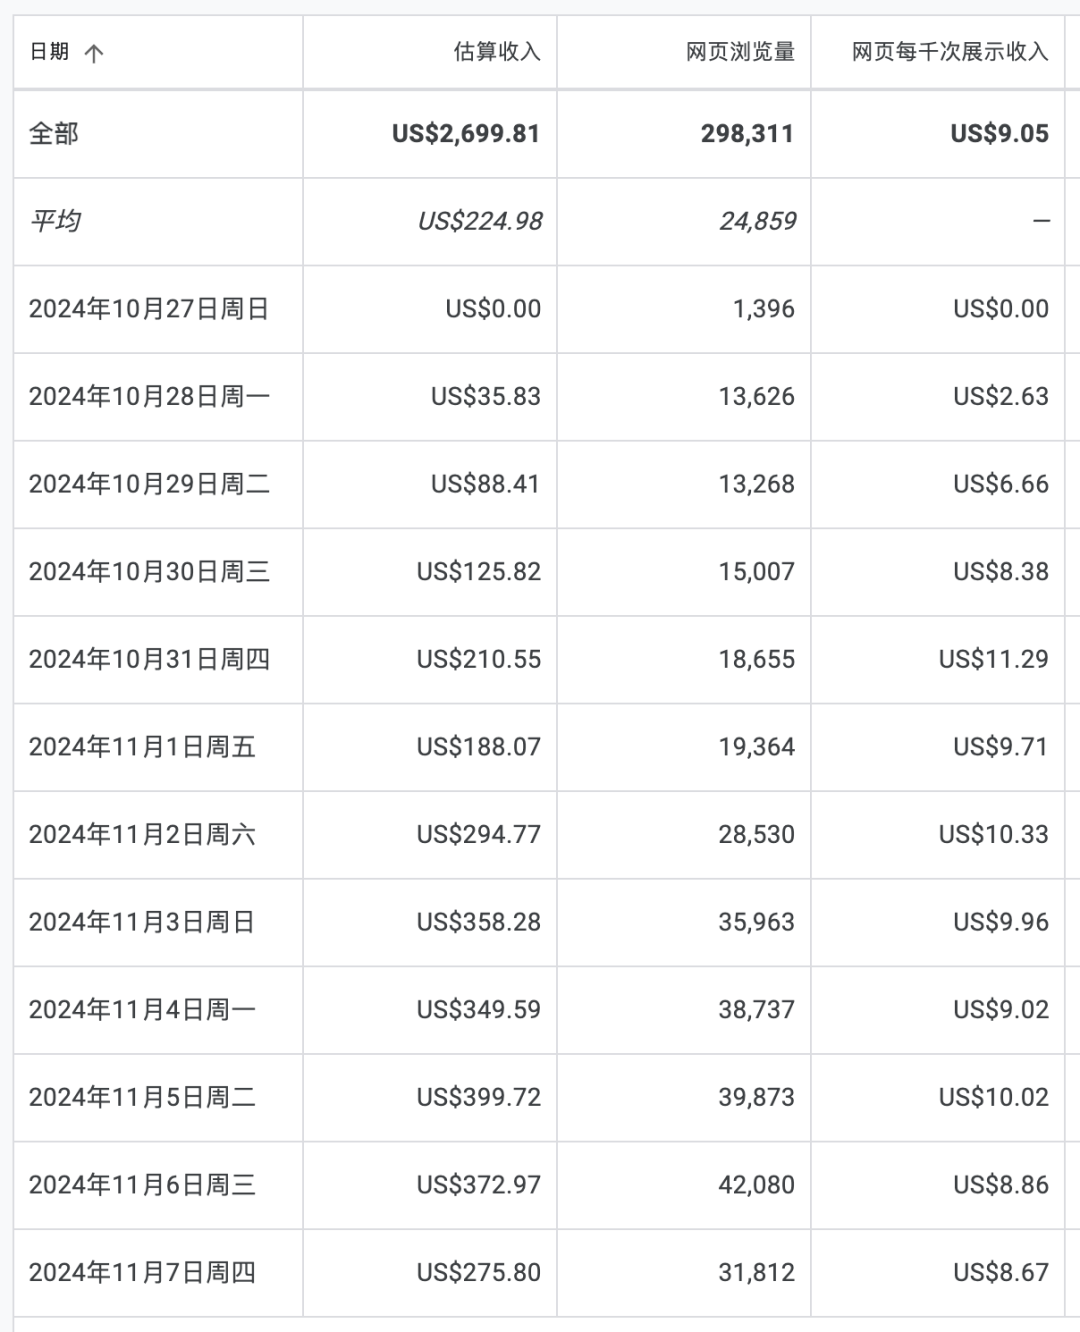 日期 ↑ 估算收入 网页浏览量 网页每千次展示收入
全部 US$2,699.81 298,311 US$9.05
平均 US$224.98 24,859 —
2024年10月27日周日 US$0.00 1,396 US$0.00
2024年10月28日周一 US$35.83 13,626 US$2.63
2024年10月29日周二 US$88.41 13,268 US$6.66
2024年10月30日周三 US$125.82 15,007 US$8.38
2024年10月31日周四 US$210.55 18,655 US$11.29
2024年11月1日周五 US$188.07 19,364 US$9.71
2024年11月2日周六 US$294.77 28,530 US$10.33
2024年11月3日周日 US$358.28 35,963 US$9.96
2024年11月4日周一 US$349.59 38,737 US$9.02
2024年11月5日周二 US$399.72 39,873 US$10.02
2024年11月6日周三 US$372.97 42,080 US$8.86
2024年11月7日周四 US$275.80 31,812 US$8.67